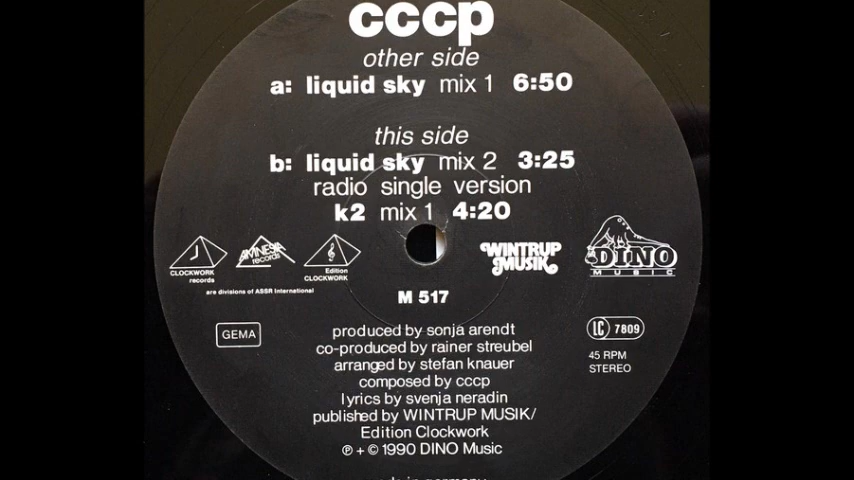 cccp
other side
a: liquid sky mix 1 6:50
this side
b: liquid sky mix 2 3:25
radio single version
k2 mix 1 4:20
CLOCKWORK
records
AMNESIA
records
Edition
CLOCKWORK
are divisions of ASSR International
WINTRUP
MUSIK
DINO
MUSIC
M 517
GEMA
LC 7809
45 RPM
STEREO
produced by sonja arendt
co-produced by rainer streubel
arranged by stefan knauer
composed by cccp
lyrics by svenja neradin
published by WINTRUP MUSIK/
Edition Clockwork
℗ + © 1990 DINO Music
made in germany